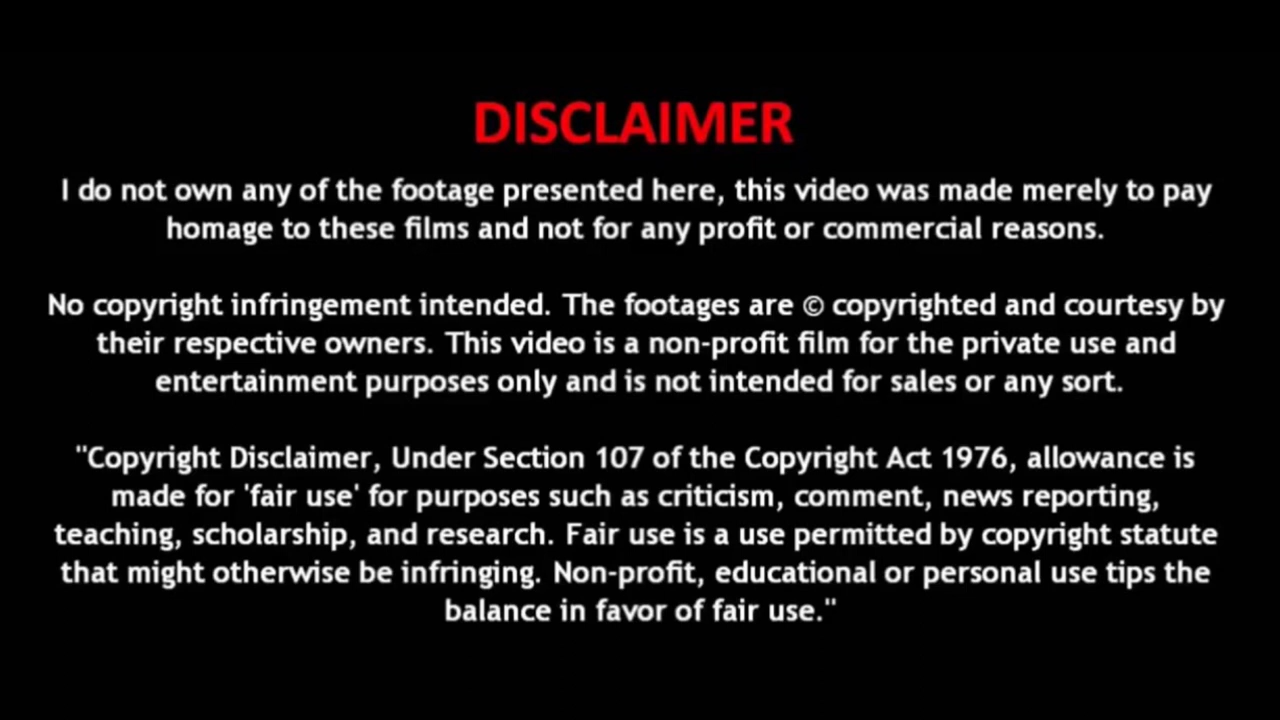 DISCLAIMER
I do not own any of the footage presented here, this video was made merely to pay
homage to these films and not for any profit or commercial reasons.
No copyright infringement intended. The footages are © copyrighted and courtesy by
their respective owners. This video is a non-profit film for the private use and
entertainment purposes only and is not intended for sales or any sort.
"Copyright Disclaimer, Under Section 107 of the Copyright Act 1976, allowance is
made for 'fair use' for purposes such as criticism, comment, news reporting,
teaching, scholarship, and research. Fair use is a use permitted by copyright statute
that might otherwise be infringing. Non-profit, educational or personal use tips the
balance in favor of fair use."